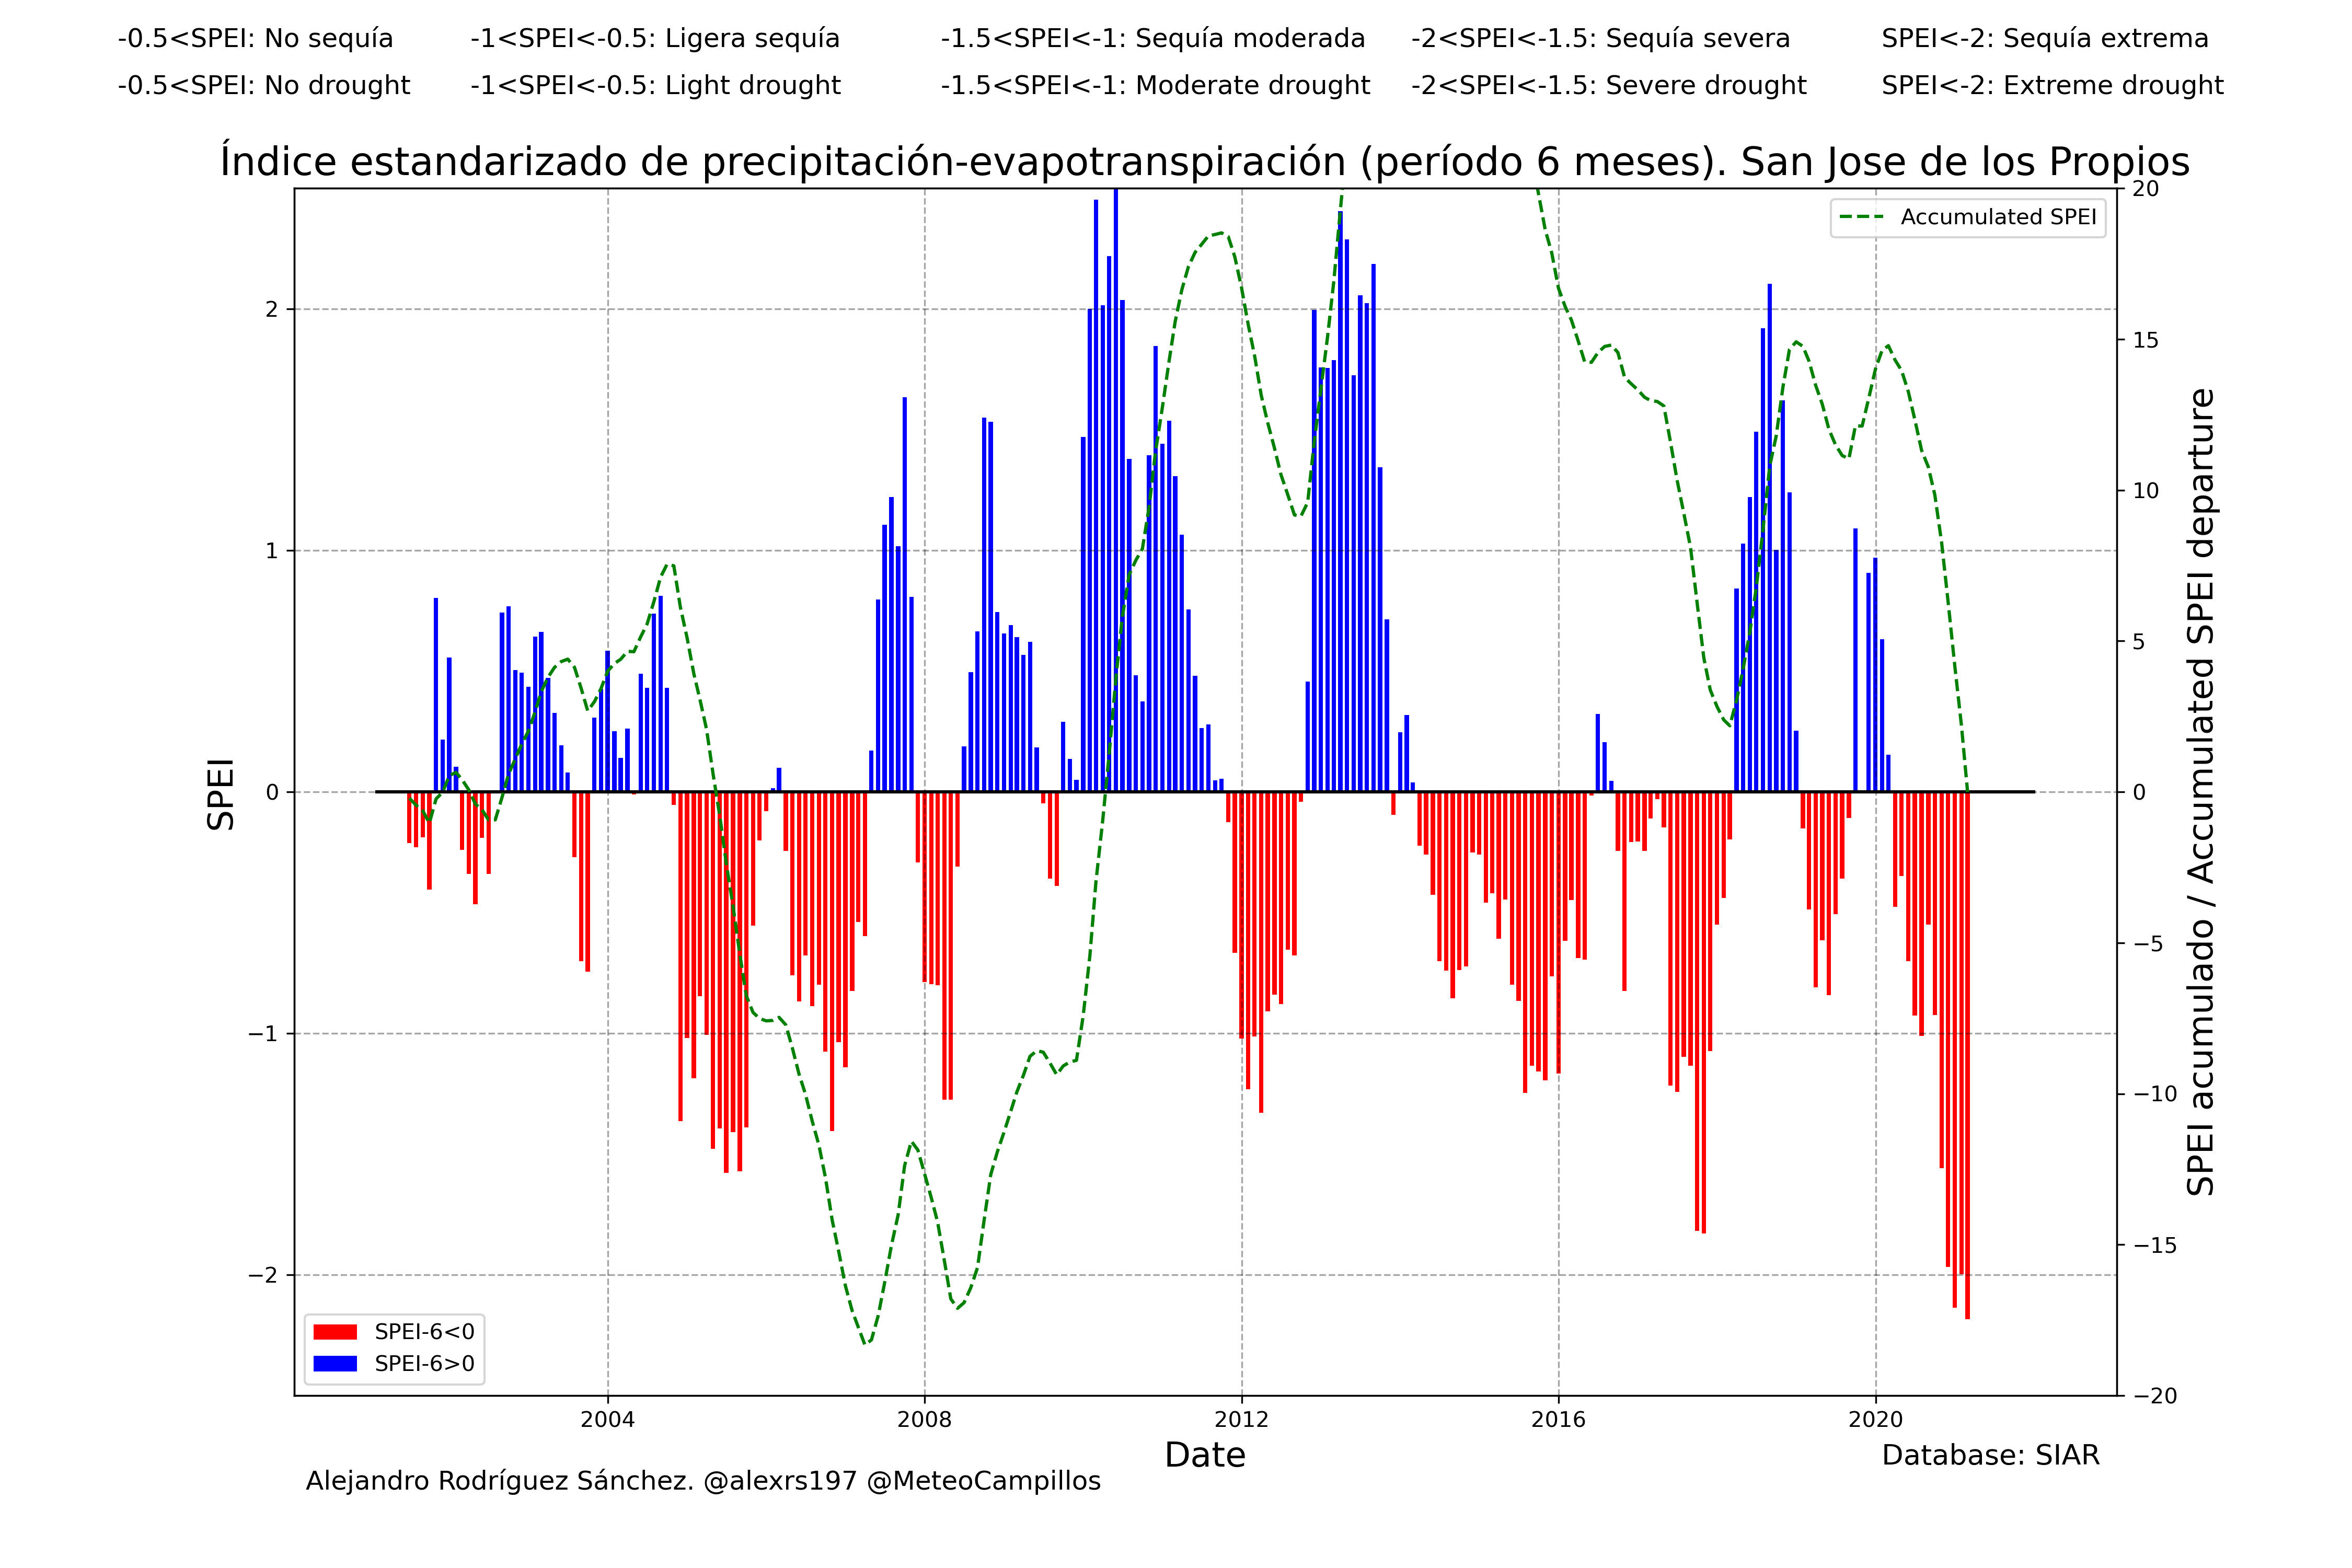 -0.5<SPEI: No sequía -1<SPEI<-0.5: Ligera sequía -1.5<SPEI<-1: Sequía moderada -2<SPEI<-1.5: Sequía severa SPEI<-2: Sequía extrema
-0.5<SPEI: No drought -1<SPEI<-0.5: Light drought -1.5<SPEI<-1: Moderate drought -2<SPEI<-1.5: Severe drought SPEI<-2: Extreme drought
Índice estandarizado de precipitación-evapotranspiración (período 6 meses). San Jose de los Propios
Accumulated SPEI
SPEI
2
1
0
−1
−2
20
15
10
5
0
−5
−10
−15
−20
SPEI acumulado / Accumulated SPEI departure
SPEI-6<0
SPEI-6>0
2004 2008 2012 2016 2020
Date
Database: SIAR
Alejandro Rodríguez Sánchez. @alexrs197 @MeteoCampillos